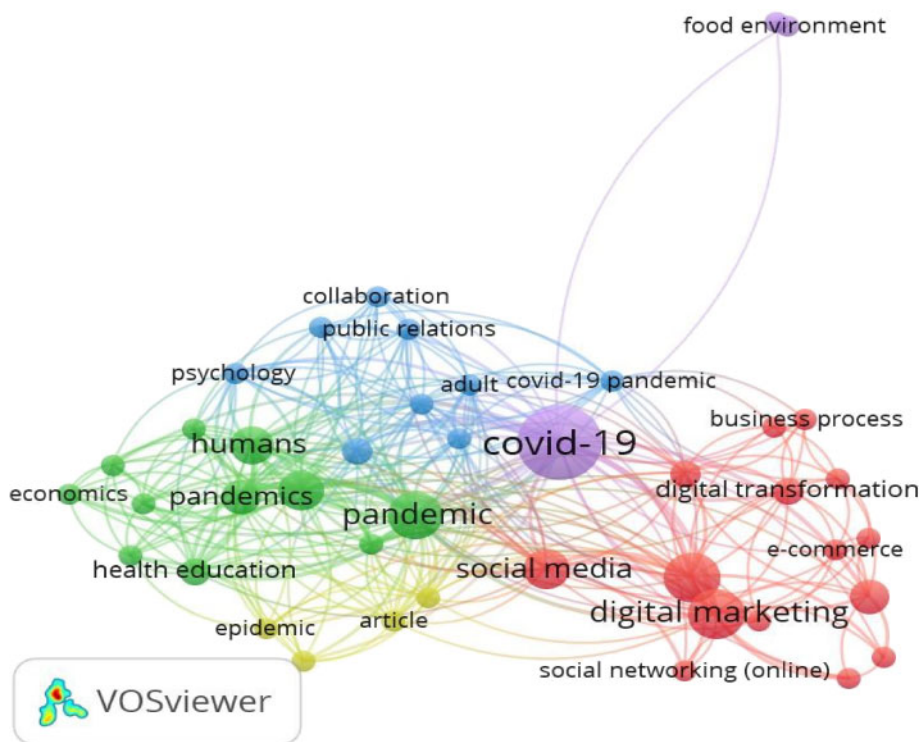 food environment
collaboration
public relations
psychology
adult
covid-19 pandemic
business process
humans
covid-19
economics
pandemics
digital transformation
pandemic
e-commerce
health education
social media
digital marketing
epidemic
article
social networking (online)
VOSviewer